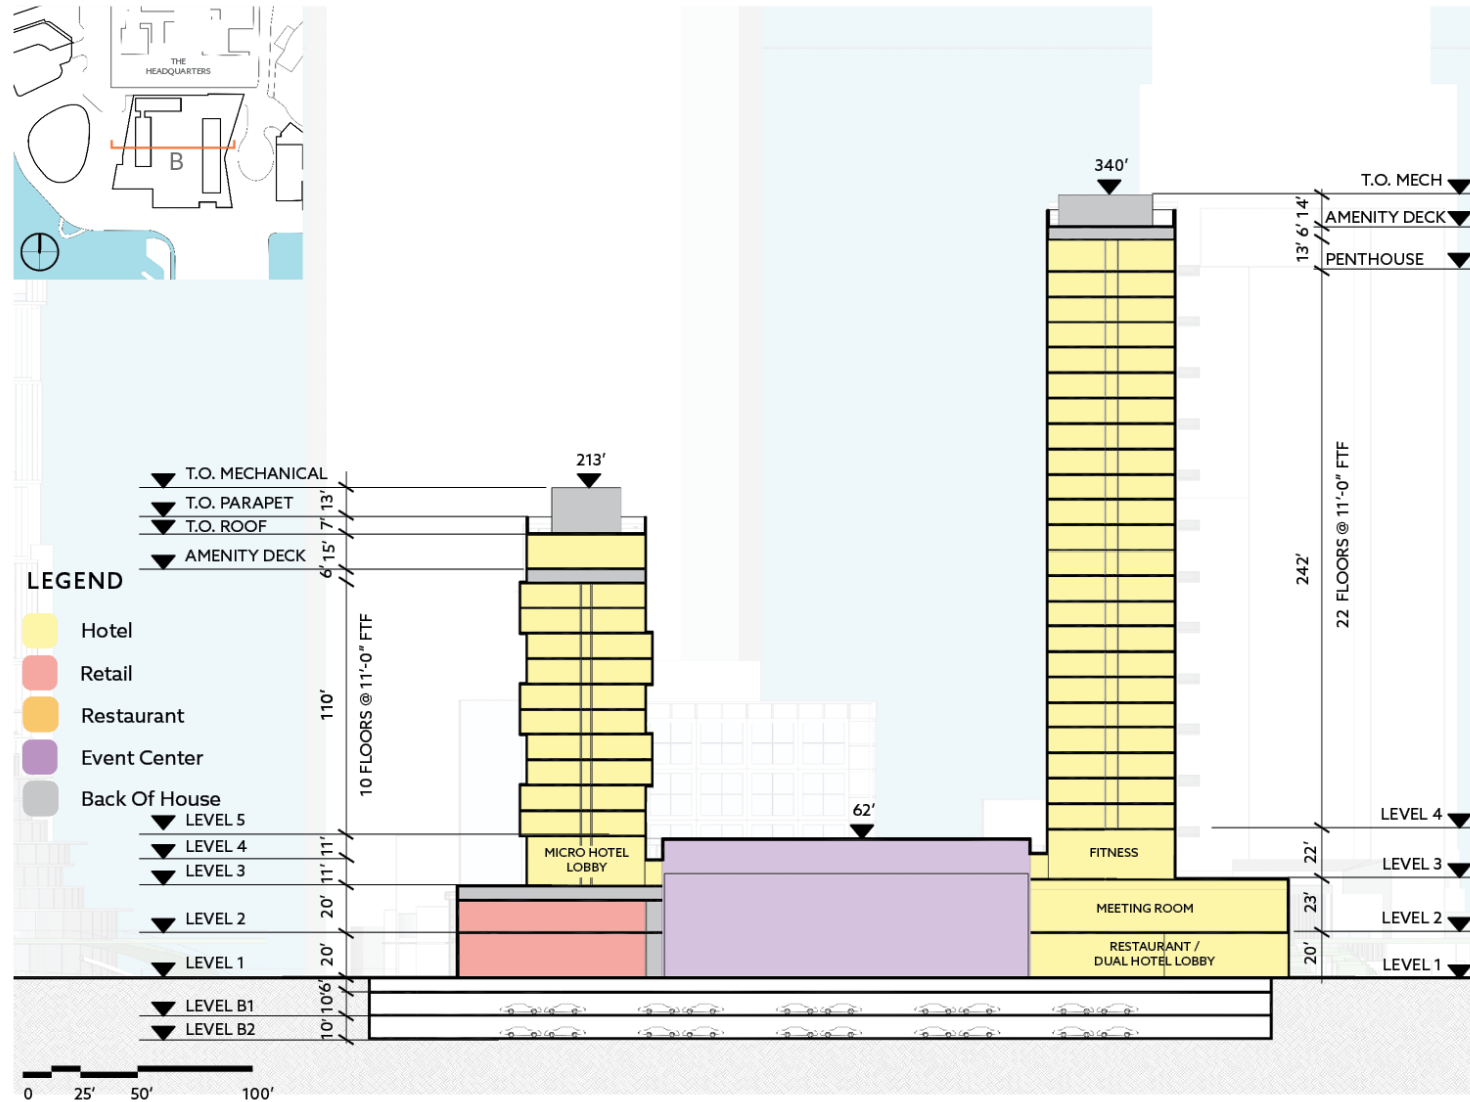 THE
HEADQUARTERS
B
340'
T.O. MECH
14'
AMENITY DECK
6'
13'
PENTHOUSE
213'
T.O. MECHANICAL
13'
T.O. PARAPET
7'
T.O. ROOF
15'
AMENITY DECK
6'
LEGEND
Hotel
Retail
Restaurant
Event Center
Back Of House
110'
10 FLOORS @ 11'-0" FTF
242'
22 FLOORS @ 11'-0" FTF
62'
LEVEL 5
LEVEL 4
11'
LEVEL 3
11'
LEVEL 2
20'
LEVEL 1
20'
6'
LEVEL B1
10'
LEVEL B2
10'
MICRO HOTEL
LOBBY
FITNESS
MEETING ROOM
RESTAURANT /
DUAL HOTEL LOBBY
LEVEL 4
22'
LEVEL 3
23'
LEVEL 2
20'
LEVEL 1
0 25' 50' 100'